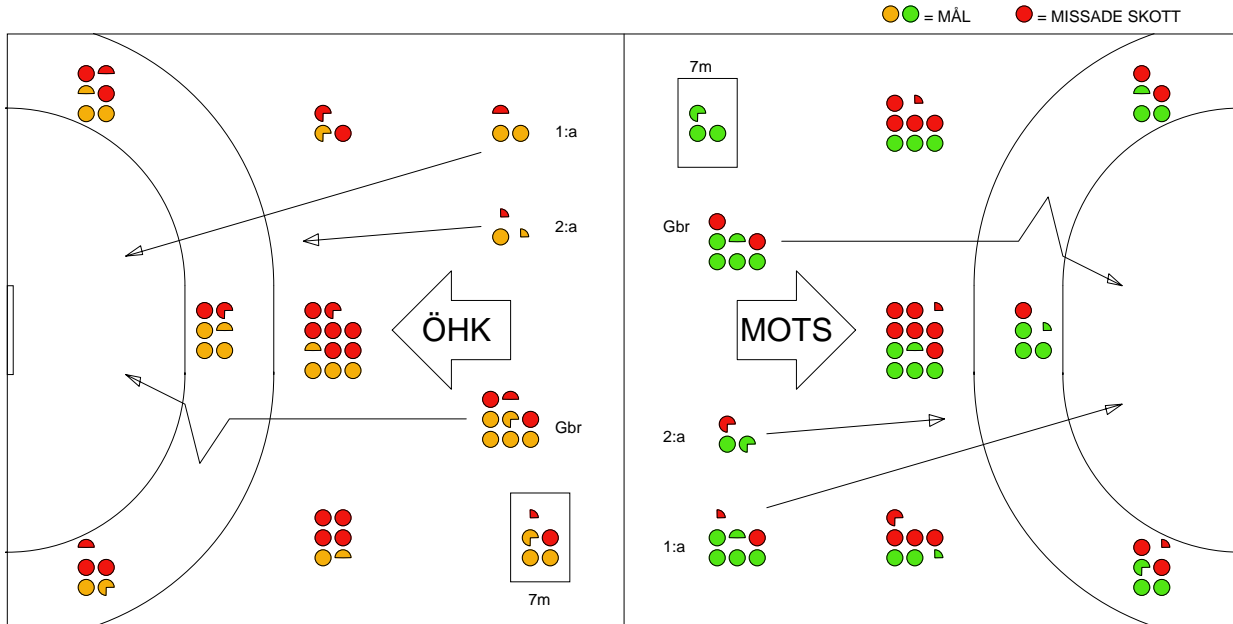 = MÅL
= MISSADE SKOTT
7m
1:a
2:a
Gbr
ÖHK
MOTS
Gbr
2:a
1:a
7m